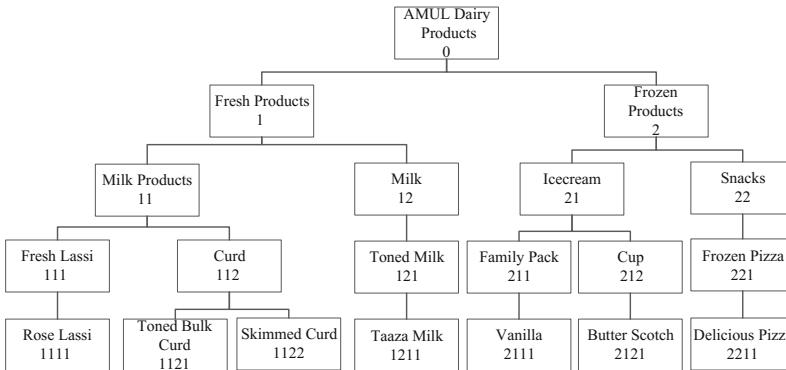 AMUL Dairy
Products
0
Fresh Products
1
Frozen
Products
2
Milk Products
11
Milk
12
Icecream
21
Snacks
22
Fresh Lassi
111
Curd
112
Toned Milk
121
Family Pack
211
Cup
212
Frozen Pizza
221
Rose Lassi
1111
Toned Bulk
Curd
1121
Skimmed Curd
1122
Taaza Milk
1211
Vanilla
2111
Butter Scotch
2121
Delicious Pizz
2211